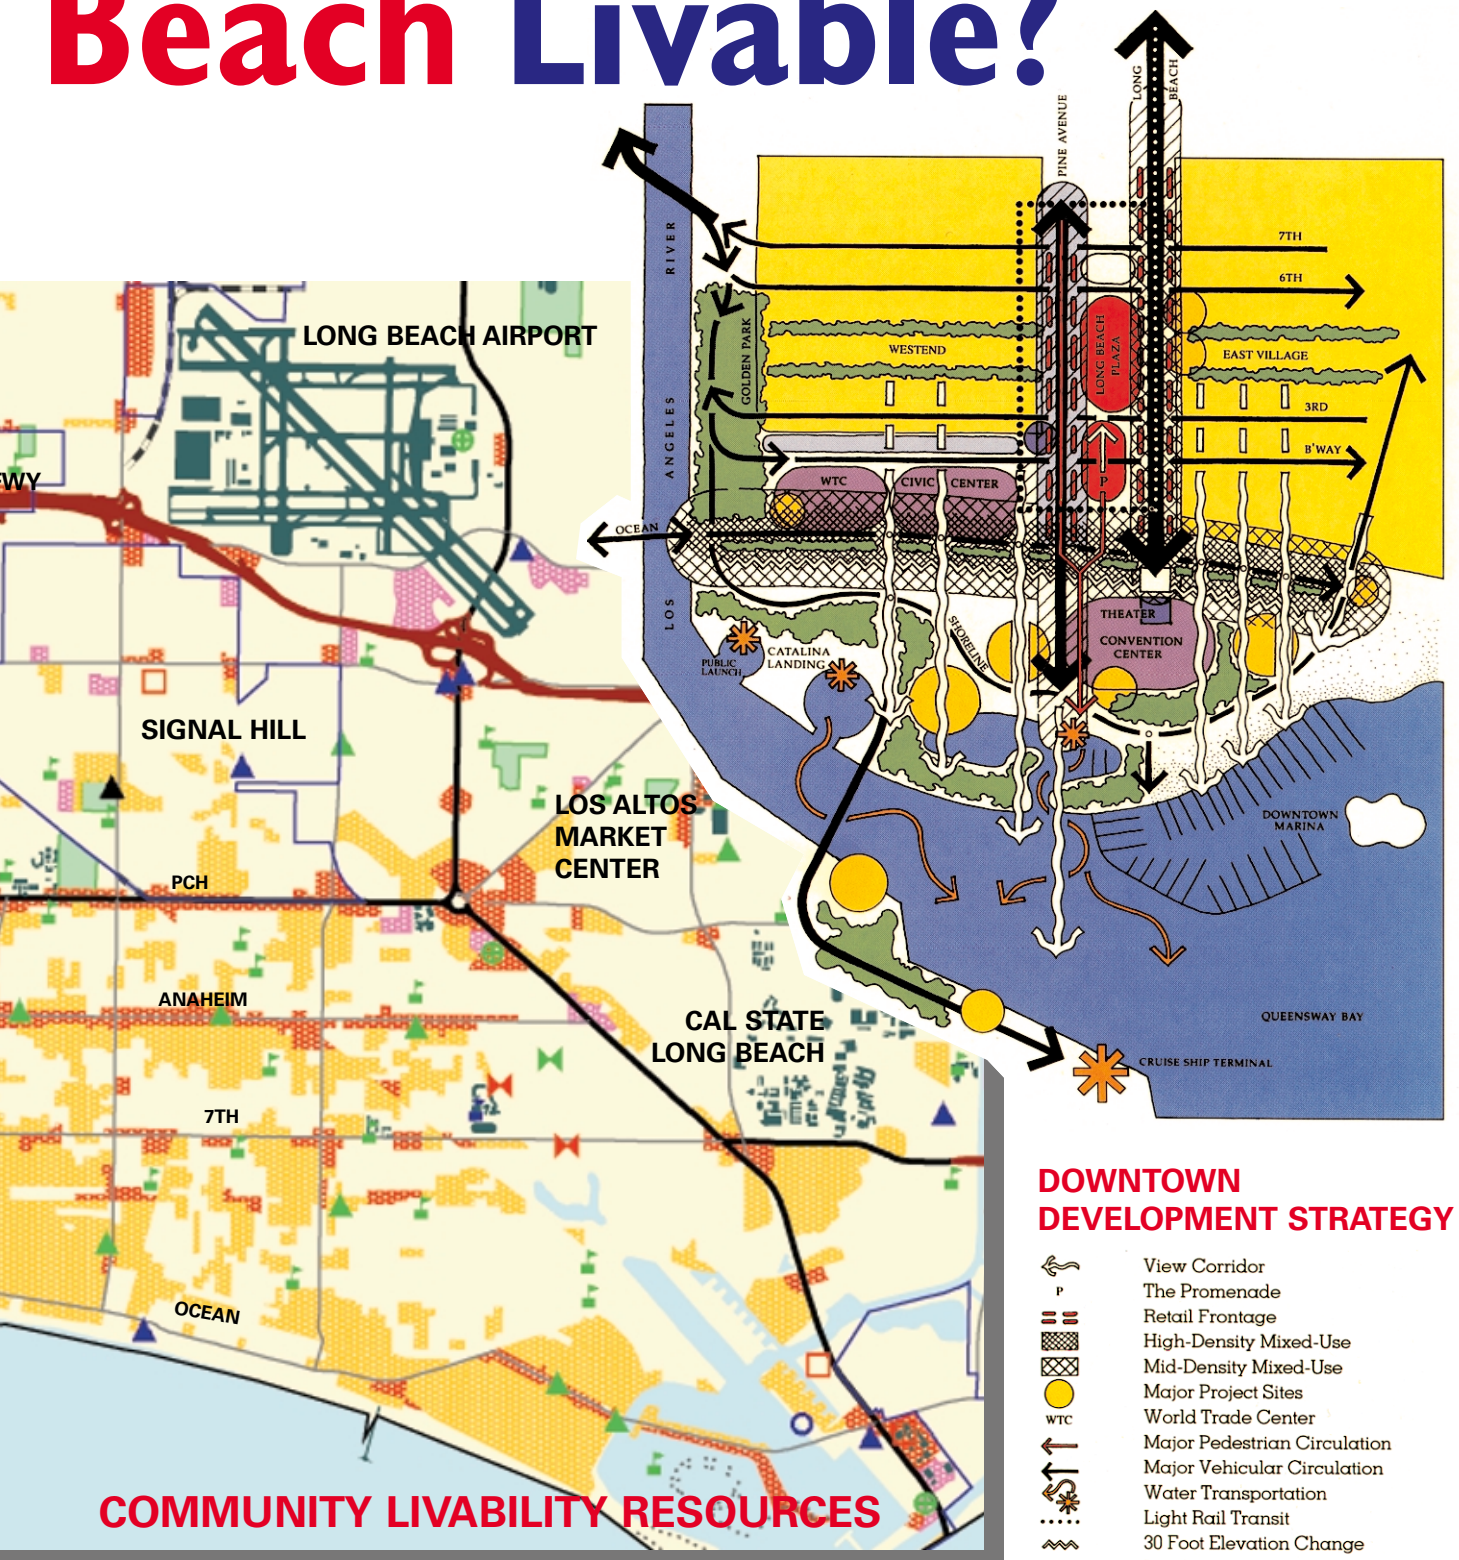 Beach Livable?
LONG
BEACH
PINE AVENUE
RIVER
ANGELES
LOS
7TH
6TH
GOLDEN PARK
WESTEND
LONG BEACH
PLAZA
EAST VILLAGE
3RD
B'WAY
WTC
CIVIC
CENTER
P
OCEAN
THEATER
CONVENTION
CENTER
SHORELINE
CATALINA
LANDING
PUBLIC
LAUNCH
DOWNTOWN
MARINA
QUEENSWAY BAY
CRUISE SHIP TERMINAL
LONG BEACH AIRPORT
FWY
SIGNAL HILL
LOS ALTOS
MARKET
CENTER
PCH
ANAHEIM
CAL STATE
LONG BEACH
7TH
OCEAN
COMMUNITY LIVABILITY RESOURCES
DOWNTOWN
DEVELOPMENT STRATEGY
View Corridor
P The Promenade
Retail Frontage
High-Density Mixed-Use
Mid-Density Mixed-Use
Major Project Sites
WTC World Trade Center
Major Pedestrian Circulation
Major Vehicular Circulation
Water Transportation
Light Rail Transit
30 Foot Elevation Change